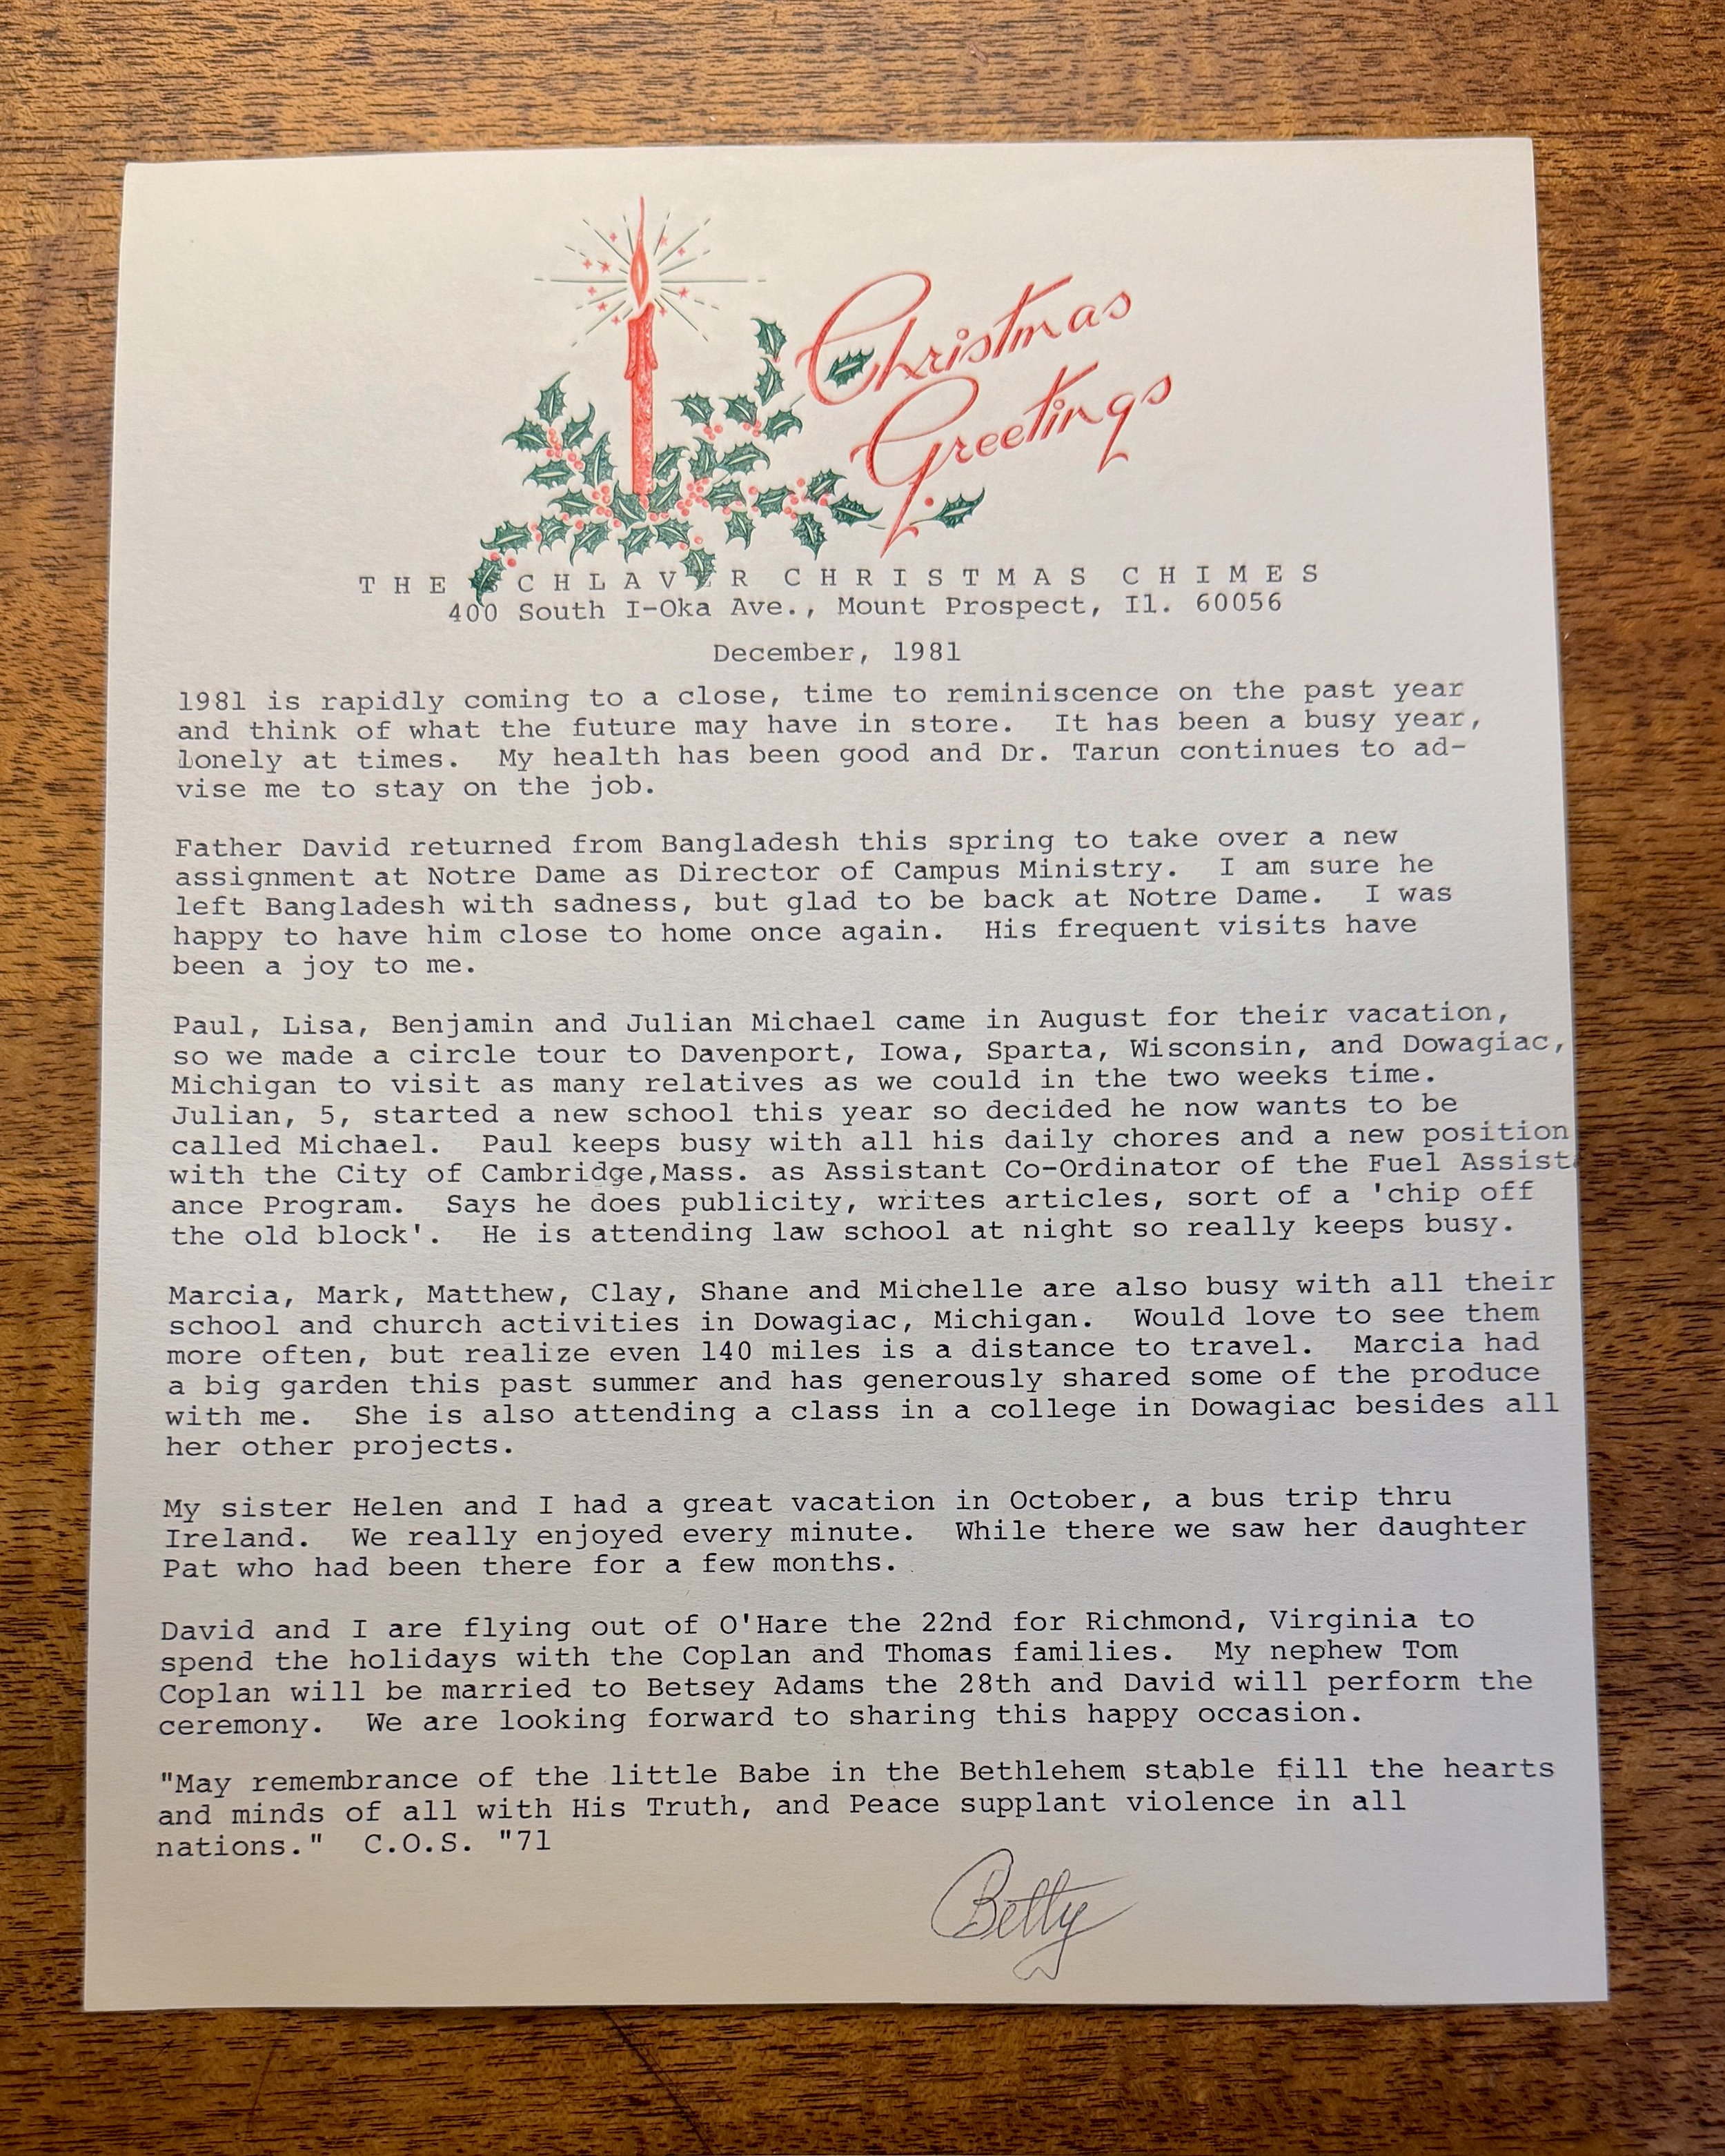 Christmas
Greetings
THE SCHLAVER CHRISTMAS CHIMES
400 South I-Oka Ave., Mount Prospect, Il. 60056
December, 1981
1981 is rapidly coming to a close, time to reminiscence on the past year
and think of what the future may have in store. It has been a busy year,
lonely at times. My health has been good and Dr. Tarun continues to ad-
vise me to stay on the job.
Father David returned from Bangladesh this spring to take over a new
assignment at Notre Dame as Director of Campus Ministry. I am sure he
left Bangladesh with sadness, but glad to be back at Notre Dame. I was
happy to have him close to home once again. His frequent visits have
been a joy to me.
Paul, Lisa, Benjamin and Julian Michael came in August for their vacation,
so we made a circle tour to Davenport, Iowa, Sparta, Wisconsin, and Dowagiac,
Michigan to visit as many relatives as we could in the two weeks time.
Julian, 5, started a new school this year so decided he now wants to be
called Michael. Paul keeps busy with all his daily chores and a new position
with the City of Cambridge,Mass. as Assistant Co-Ordinator of the Fuel Assist
ance Program. Says he does publicity, writes articles, sort of a 'chip off
the old block'. He is attending law school at night so really keeps busy.
Marcia, Mark, Matthew, Clay, Shane and Michelle are also busy with all their
school and church activities in Dowagiac, Michigan. Would love to see them
more often, but realize even 140 miles is a distance to travel. Marcia had
a big garden this past summer and has generously shared some of the produce
with me. She is also attending a class in a college in Dowagiac besides all
her other projects.
My sister Helen and I had a great vacation in October, a bus trip thru
Ireland. We really enjoyed every minute. While there we saw her daughter
Pat who had been there for a few months.
David and I are flying out of O'Hare the 22nd for Richmond, Virginia to
spend the holidays with the Coplan and Thomas families. My nephew Tom
Coplan will be married to Betsey Adams the 28th and David will perform the
ceremony. We are looking forward to sharing this happy occasion.
"May remembrance of the little Babe in the Bethlehem stable fill the hearts
and minds of all with His Truth, and Peace supplant violence in all
nations." C.O.S. "71
Betty